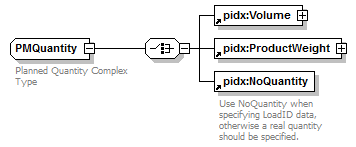 PMQuantity
Planned Quantity Complex
Type
pidx:Volume
pidx:ProductWeight
pidx:NoQuantity
Use NoQuantity when
specifying LoadID data,
otherwise a real quantity
should be specified.